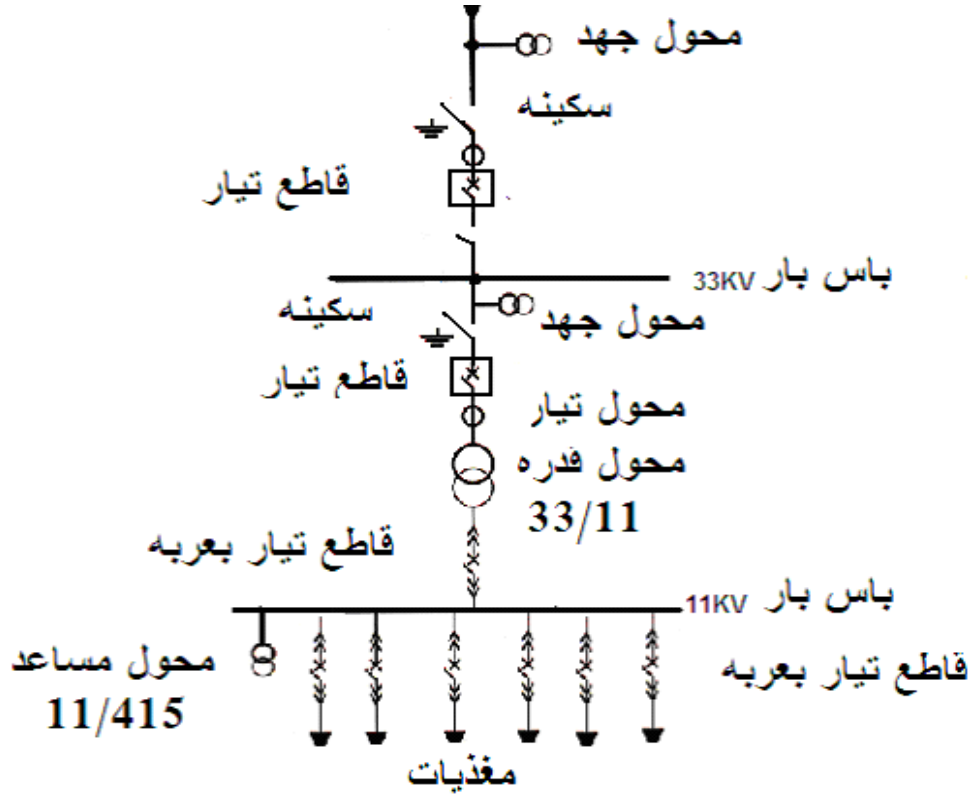 محول جهد
سكينه
قاطع تيار
باس بار 33KV
سكينه
محول جهد
قاطع تيار
محول تيار
محول قدره
33/11
قاطع تيار بعربه
باس بار 11KV
محول مساعد
11/415
قاطع تيار بعربه
مغذيات